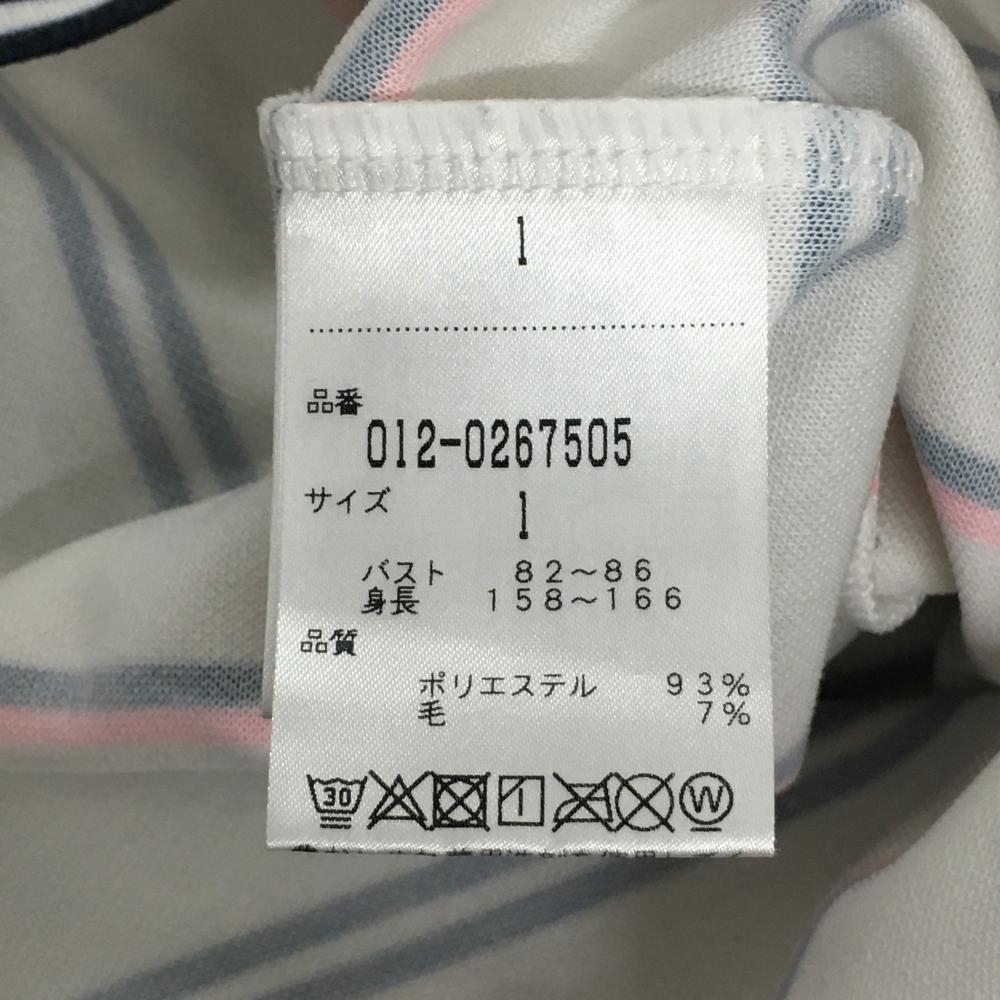 1
品番
012-0267505
サイズ 1
バスト 82～86
身長 158～166
品質
ポリエステル 93%
毛 7%
30 W